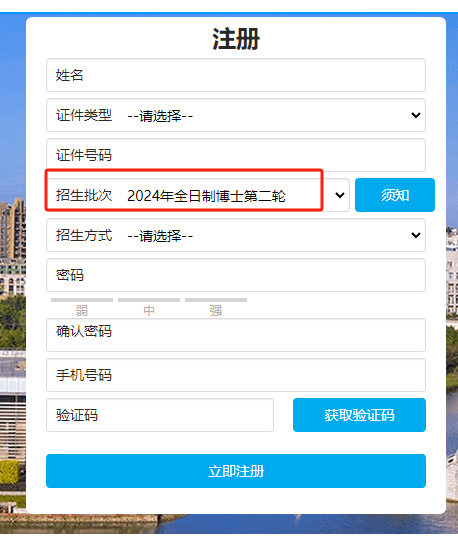 注册
姓名
证件类型 --请选择--
证件号码
招生批次 2024年全日制博士第二轮 须知
招生方式 --请选择--
密码
弱 中 强
确认密码
手机号码
验证码 获取验证码
立即注册